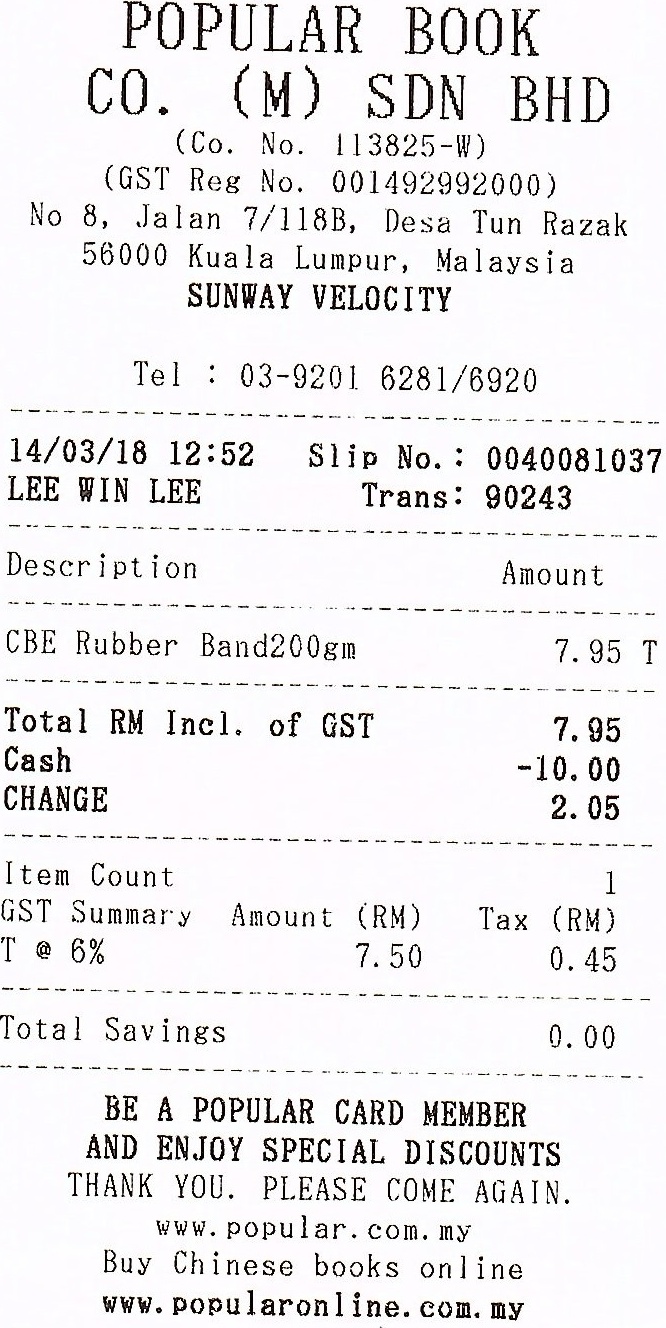 POPULAR BOOK
CO. (M) SDN BHD
(Co. No. 113825-W)
(GST Reg No. 001492992000)
No 8, Jalan 7/118B, Desa Tun Razak
56000 Kuala Lumpur, Malaysia
SUNWAY VELOCITY
Tel : 03-9201 6281/6920
14/03/18 12:52 Slip No.: 0040081037
LEE WIN LEE Trans: 90243
Description Amount
CBE Rubber Band200gm 7.95 T
Total RM Incl. of GST 7.95
Cash -10.00
CHANGE 2.05
Item Count 1
GST Summary Amount (RM) Tax (RM)
T @ 6% 7.50 0.45
Total Savings 0.00
BE A POPULAR CARD MEMBER
AND ENJOY SPECIAL DISCOUNTS
THANK YOU. PLEASE COME AGAIN.
www.popular.com.my
Buy Chinese books online
www.popularonline.com.my